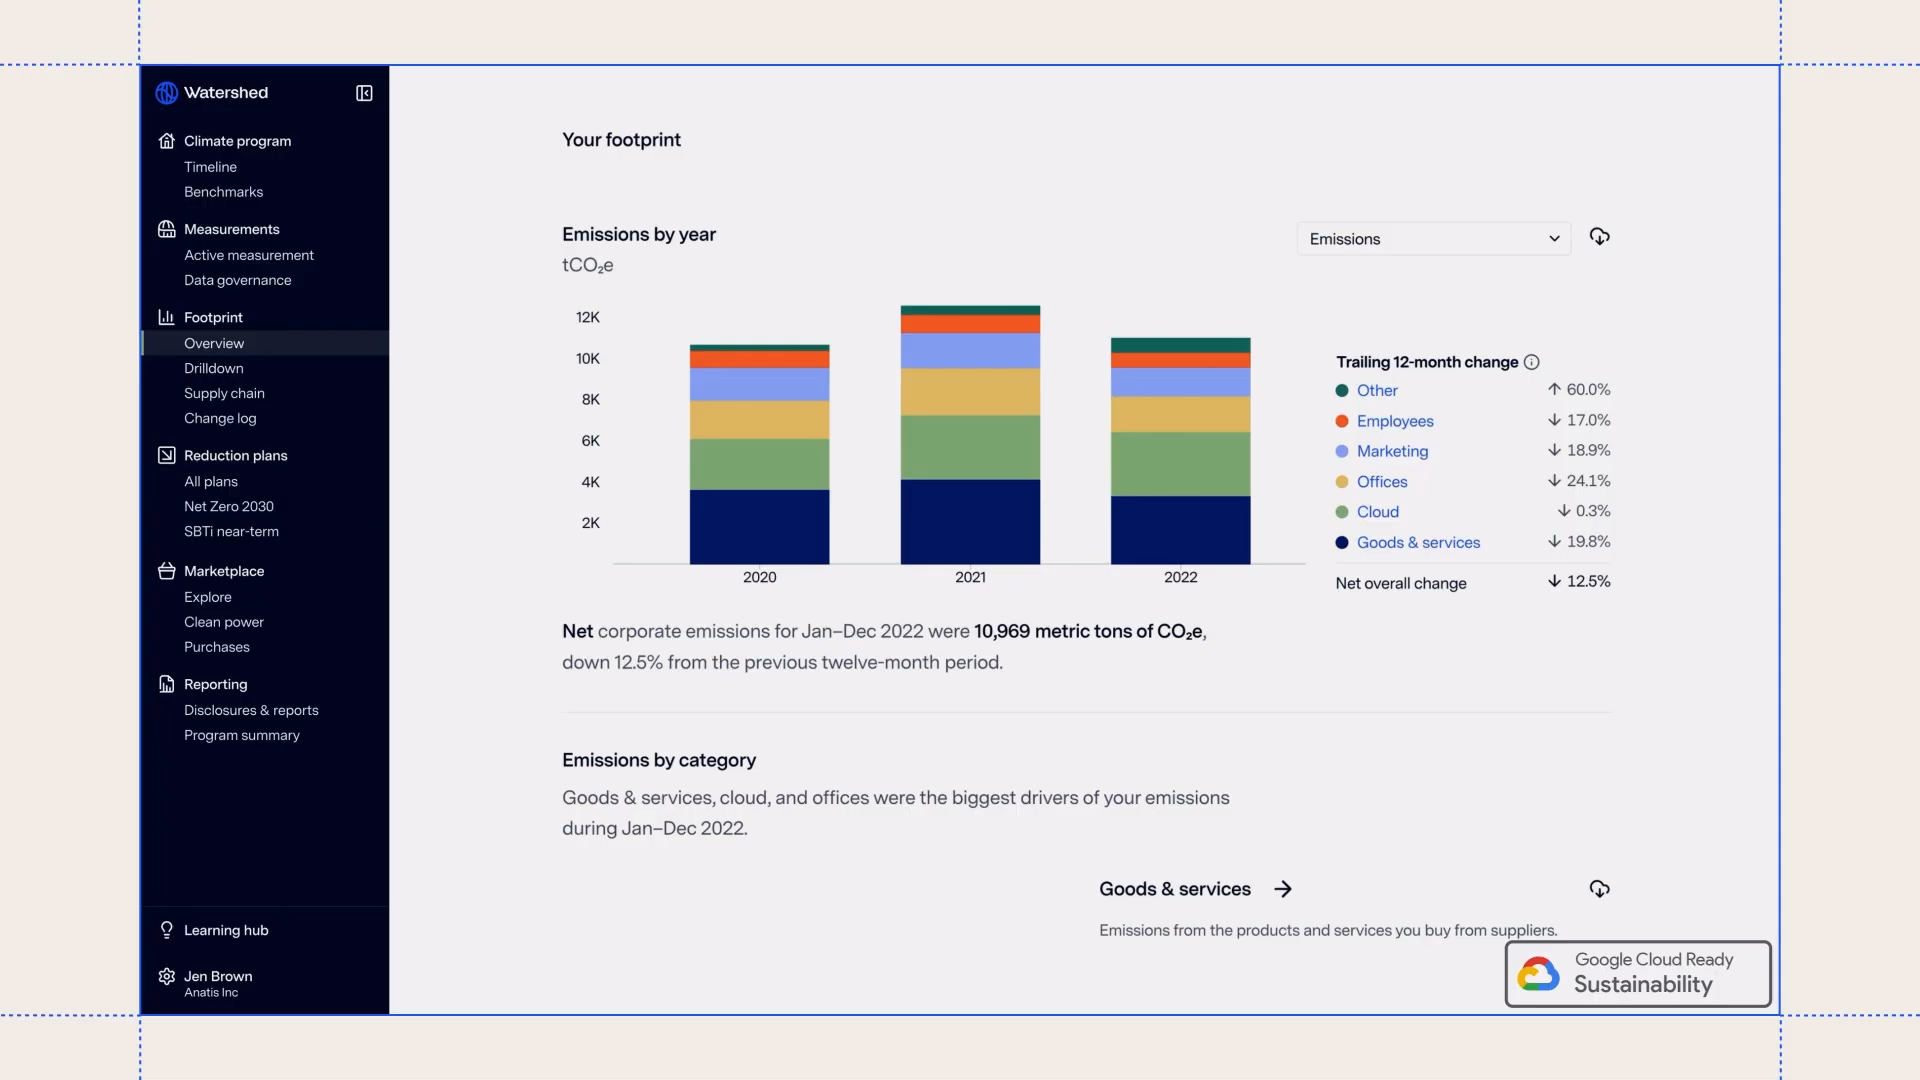 Watershed
Climate program
Timeline
Benchmarks
Measurements
Active measurement
Data governance
Footprint
Overview
Drilldown
Supply chain
Change log
Reduction plans
All plans
Net Zero 2030
SBTi near-term
Marketplace
Explore
Clean power
Purchases
Reporting
Disclosures & reports
Program summary
Learning hub
Jen Brown
Anatis Inc
Your footprint
Emissions by year
tCO₂e
Emissions
12K
10K
8K
6K
4K
2K
2020
2021
2022
Trailing 12-month change
Other ↑ 60.0%
Employees ↓ 17.0%
Marketing ↓ 18.9%
Offices ↓ 24.1%
Cloud ↓ 0.3%
Goods & services ↓ 19.8%
Net overall change ↓ 12.5%
Net corporate emissions for Jan–Dec 2022 were 10,969 metric tons of CO₂e,
down 12.5% from the previous twelve-month period.
Emissions by category
Goods & services, cloud, and offices were the biggest drivers of your emissions
during Jan–Dec 2022.
Goods & services →
Emissions from the products and services you buy from suppliers.
Google Cloud Ready
Sustainability